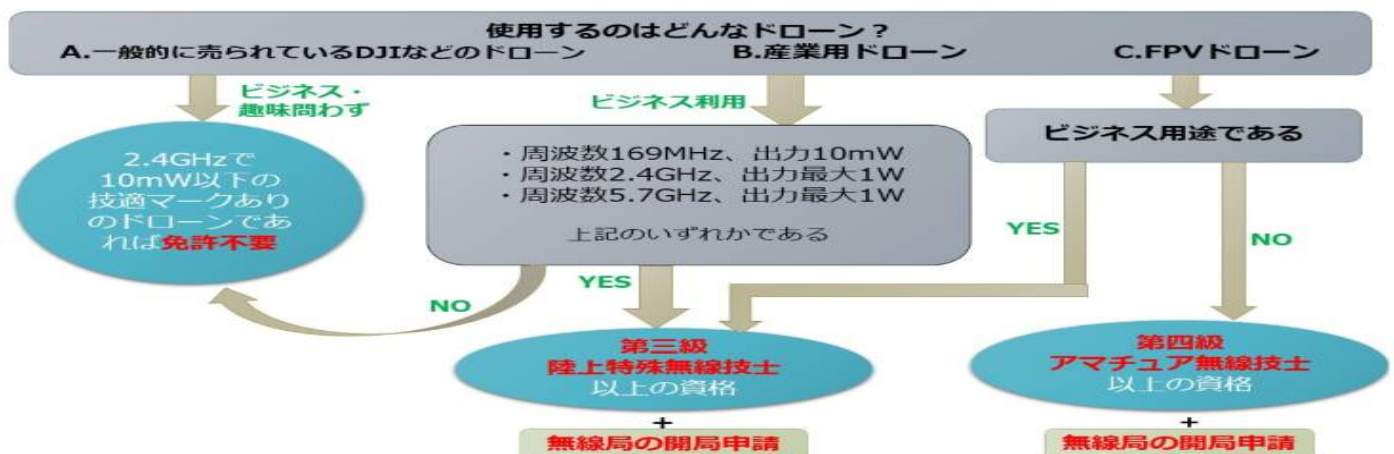 使用するのはどんなドローン？
A.一般的に売られているDJIなどのドローン
B.産業用ドローン
C.FPVドローン
ビジネス・
趣味問わず
ビジネス利用
ビジネス用途である
2.4GHzで
10mW以下の
技適マークあり
のドローンであ
れば免許不要
・周波数169MHz、出力10mW
・周波数2.4GHz、出力最大1W
・周波数5.7GHz、出力最大1W
上記のいずれかである
NO
YES
YES
NO
第三級
陸上特殊無線技士
以上の資格
+
無線局の開局申請
第四級
アマチュア無線技士
以上の資格
+
無線局の開局申請